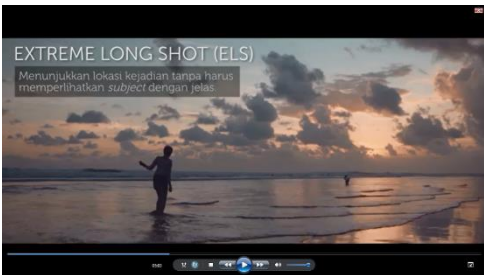 EXTREME LONG SHOT (ELS)
Menunjukkan lokasi kejadian tanpa harus
memperlihatkan subject dengan jelas.